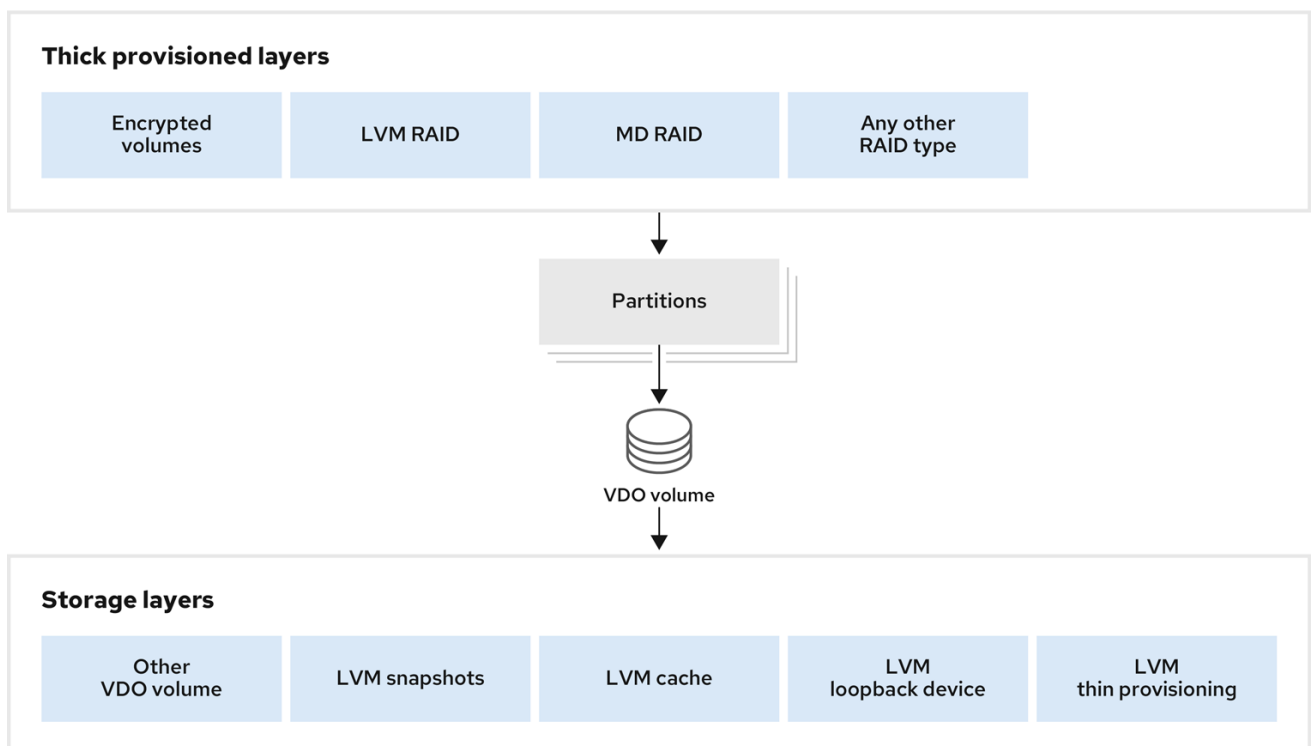 Thick provisioned layers
Encrypted
volumes
LVM RAID
MD RAID
Any other
RAID type
Partitions
VDO volume
Storage layers
Other
VDO volume
LVM snapshots
LVM cache
LVM
loopback device
LVM
thin provisioning